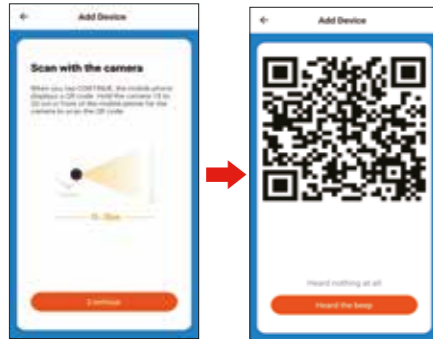 Add Device
Scan with the camera
When you tap CONTINUE, the mobile phone
displays a QR code. Hold the camera 15 to
20 cm in front of the mobile phone for the
camera to scan the QR code.
Continue
Add Device
Heard nothing at all
Heard the beep